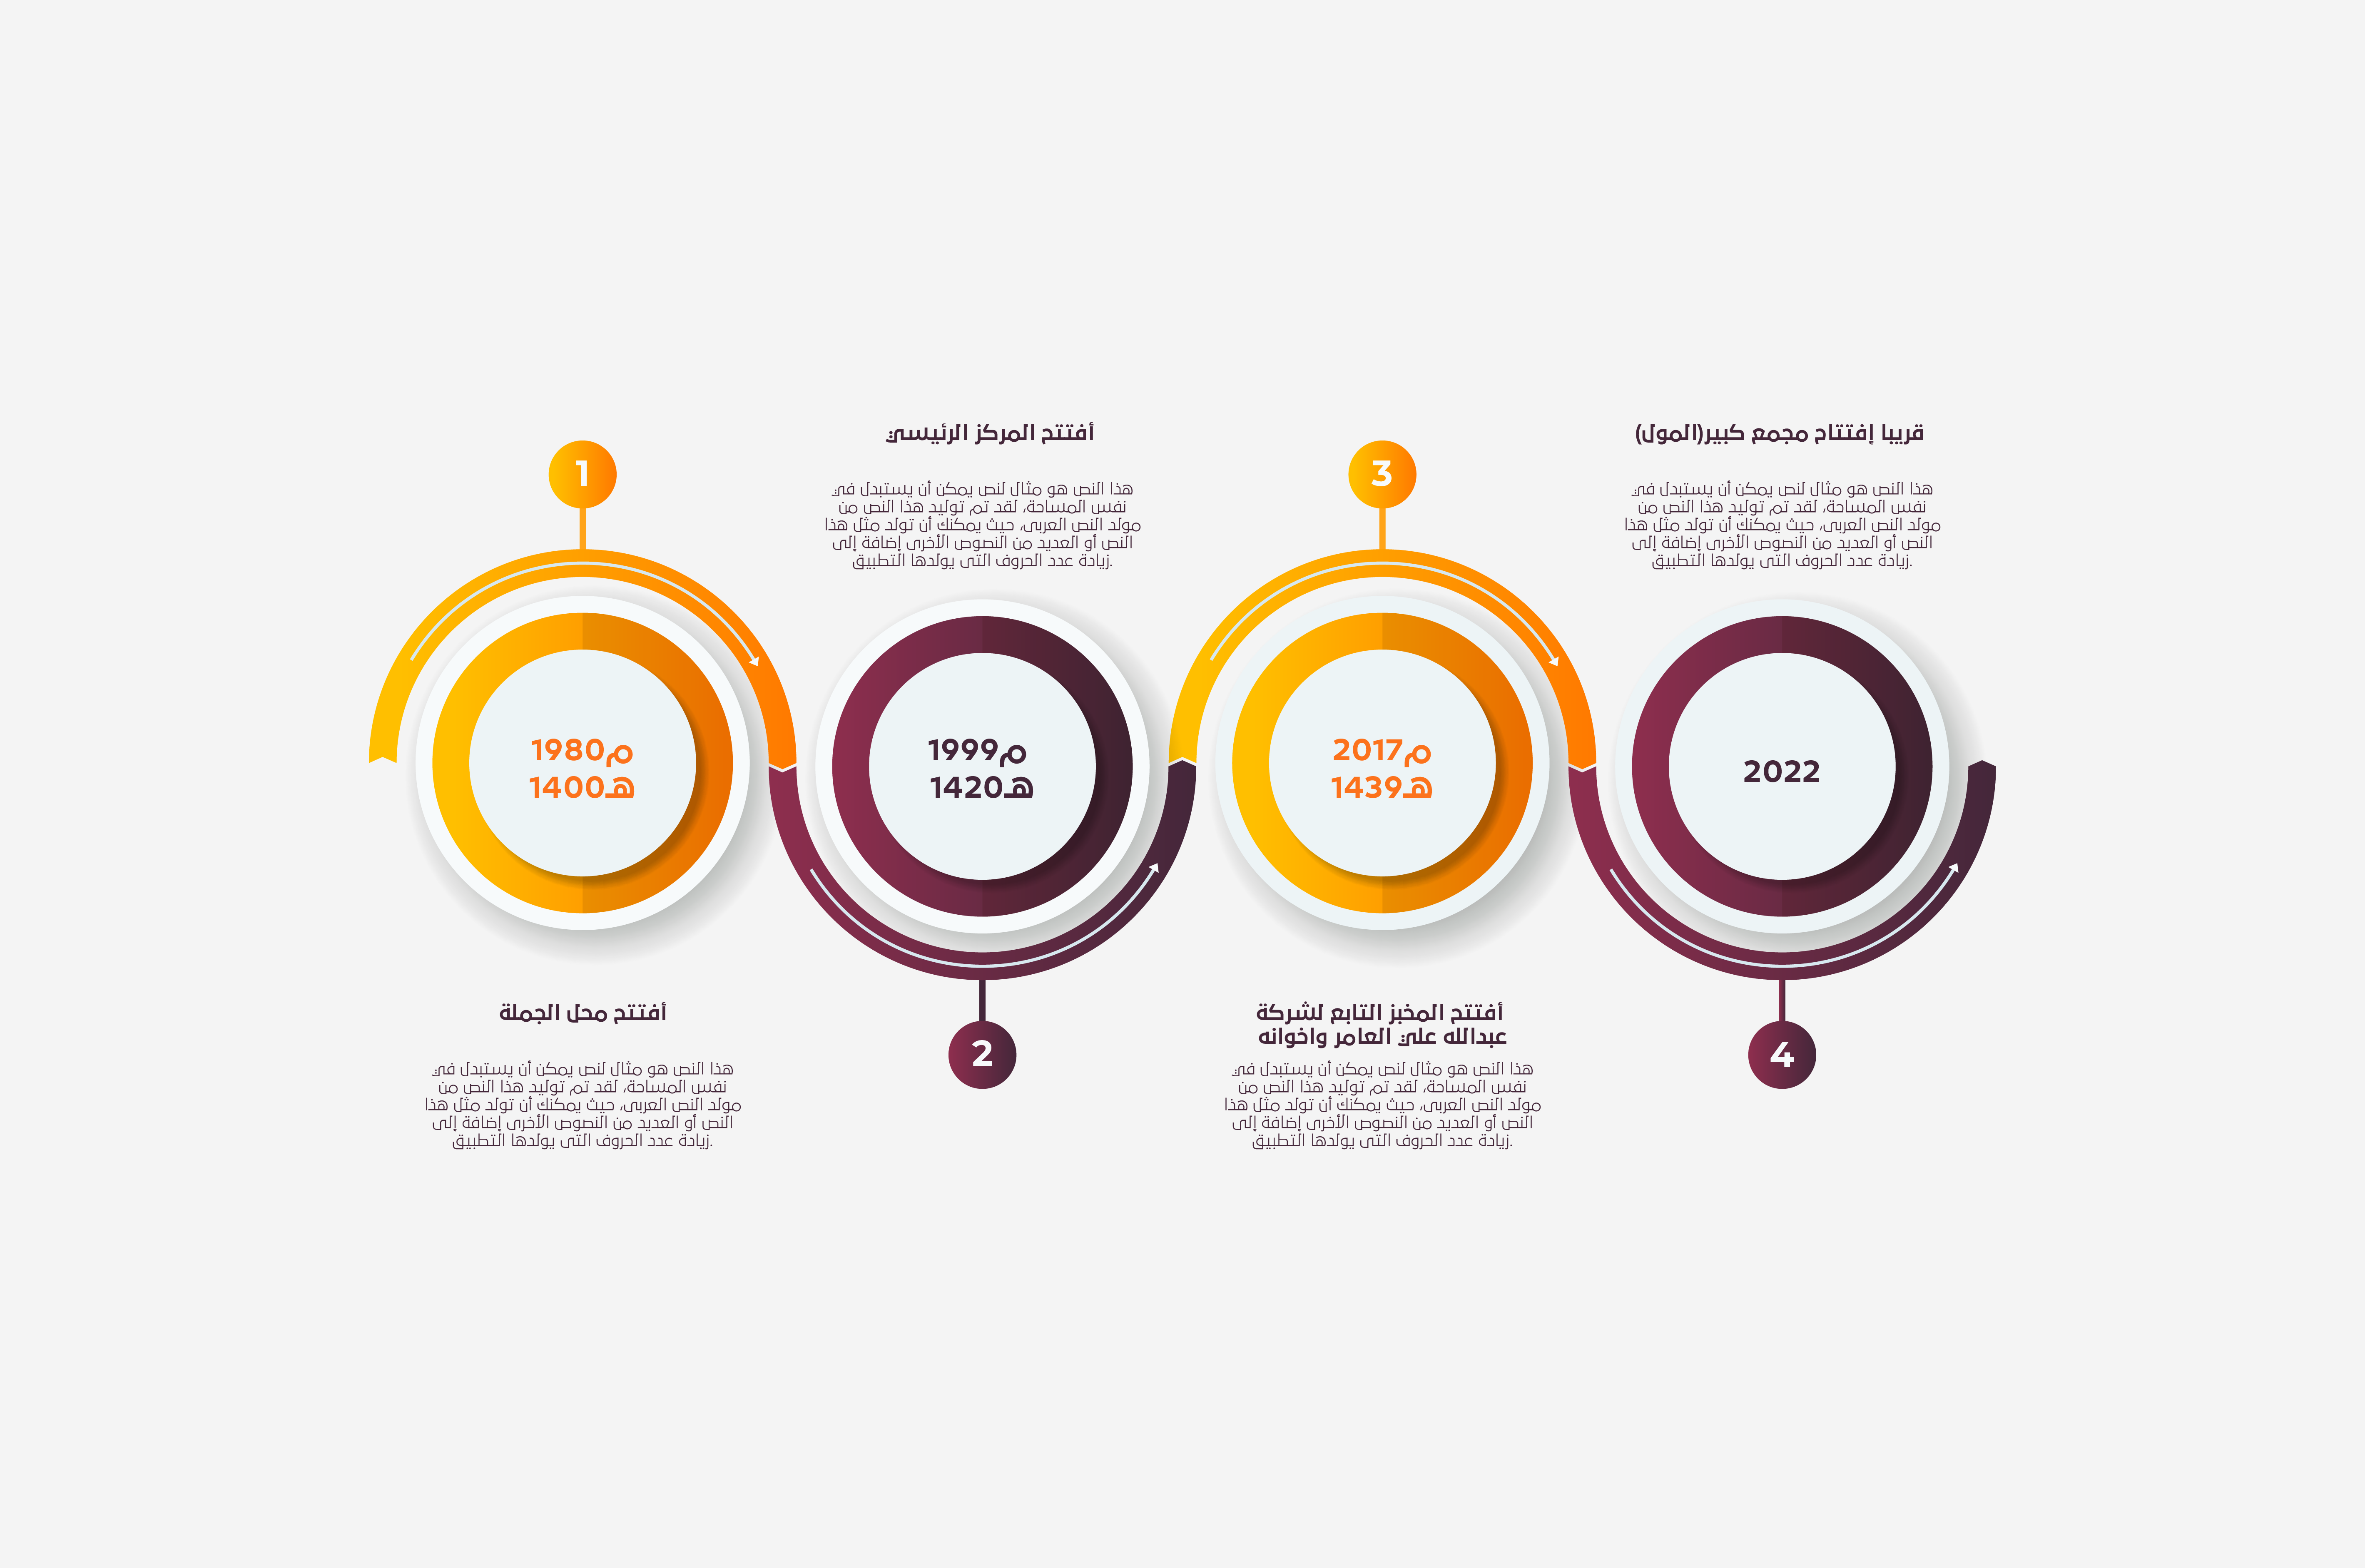 1
1980م
1400هـ
أفتتح محل الجملة
هذا النص هو مثال لنص يمكن أن يستبدل في
نفس المساحة، لقد تم توليد هذا النص من
مولد النص العربى، حيث يمكنك أن تولد مثل هذا
النص أو العديد من النصوص الأخرى إضافة إلى
زيادة عدد الحروف التى يولدها التطبيق.
أفتتح المركز الرئيسي
هذا النص هو مثال لنص يمكن أن يستبدل في
نفس المساحة، لقد تم توليد هذا النص من
مولد النص العربى، حيث يمكنك أن تولد مثل هذا
النص أو العديد من النصوص الأخرى إضافة إلى
زيادة عدد الحروف التى يولدها التطبيق.
1999م
1420هـ
2
3
2017م
1439هـ
أفتتح المخبز التابع لشركة
عبدالله علي العامر واخوانه
هذا النص هو مثال لنص يمكن أن يستبدل في
نفس المساحة، لقد تم توليد هذا النص من
مولد النص العربى، حيث يمكنك أن تولد مثل هذا
النص أو العديد من النصوص الأخرى إضافة إلى
زيادة عدد الحروف التى يولدها التطبيق.
قريبا إفتتاح مجمع كبير(المول)
هذا النص هو مثال لنص يمكن أن يستبدل في
نفس المساحة، لقد تم توليد هذا النص من
مولد النص العربى، حيث يمكنك أن تولد مثل هذا
النص أو العديد من النصوص الأخرى إضافة إلى
زيادة عدد الحروف التى يولدها التطبيق.
2022
4